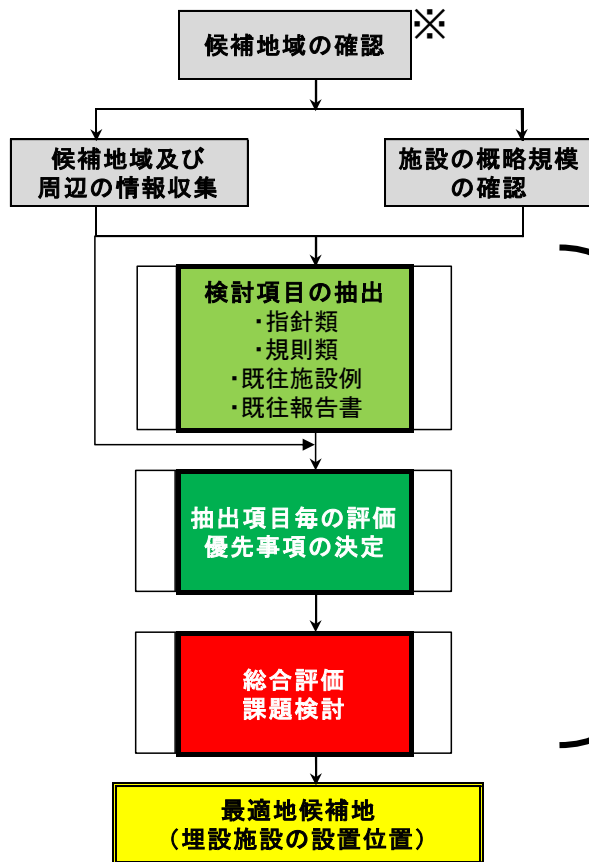 候補地域の確認
※
候補地域及び
周辺の情報収集
施設の概略規模
の確認
検討項目の抽出
・指針類
・規則類
・既往施設例
・既往報告書
抽出項目毎の評価
優先事項の決定
総合評価
課題検討
最適地候補地
（埋設施設の設置位置）